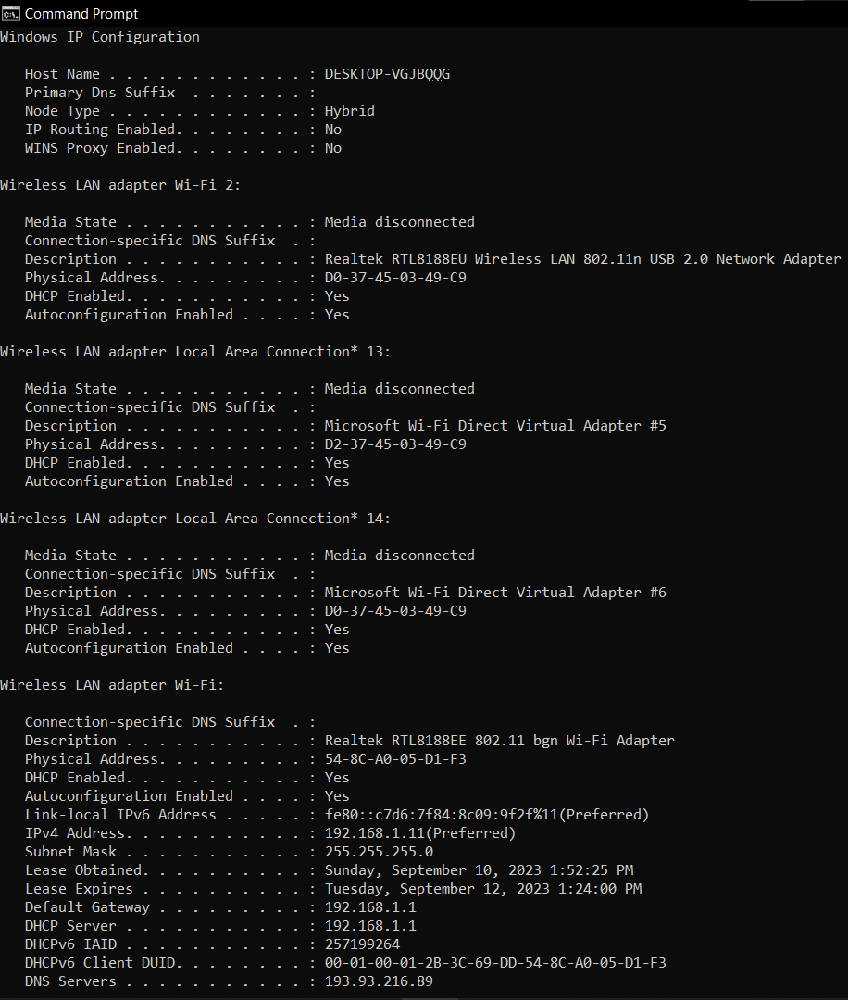 Command Prompt
Windows IP Configuration
Host Name . . . . . . . . . . . . : DESKTOP-VGJBQQG
Primary Dns Suffix  . . . . . . . :
Node Type . . . . . . . . . . . . : Hybrid
IP Routing Enabled. . . . . . . . : No
WINS Proxy Enabled. . . . . . . . : No
Wireless LAN adapter Wi-Fi 2:
Media State . . . . . . . . . . . : Media disconnected
Connection-specific DNS Suffix  . :
Description . . . . . . . . . . . : Realtek RTL8188EU Wireless LAN 802.11n USB 2.0 Network Adapter
Physical Address. . . . . . . . . : D0-37-45-03-49-C9
DHCP Enabled. . . . . . . . . . . : Yes
Autoconfiguration Enabled . . . . : Yes
Wireless LAN adapter Local Area Connection* 13:
Media State . . . . . . . . . . . : Media disconnected
Connection-specific DNS Suffix  . :
Description . . . . . . . . . . . : Microsoft Wi-Fi Direct Virtual Adapter #5
Physical Address. . . . . . . . . : D2-37-45-03-49-C9
DHCP Enabled. . . . . . . . . . . : Yes
Autoconfiguration Enabled . . . . : Yes
Wireless LAN adapter Local Area Connection* 14:
Media State . . . . . . . . . . . : Media disconnected
Connection-specific DNS Suffix  . :
Description . . . . . . . . . . . : Microsoft Wi-Fi Direct Virtual Adapter #6
Physical Address. . . . . . . . . : D0-37-45-03-49-C9
DHCP Enabled. . . . . . . . . . . : Yes
Autoconfiguration Enabled . . . . : Yes
Wireless LAN adapter Wi-Fi:
Connection-specific DNS Suffix  . :
Description . . . . . . . . . . . : Realtek RTL8188EE 802.11 bgn Wi-Fi Adapter
Physical Address. . . . . . . . . : 54-8C-A0-05-D1-F3
DHCP Enabled. . . . . . . . . . . : Yes
Autoconfiguration Enabled . . . . : Yes
Link-local IPv6 Address . . . . . : fe80::c7d6:7f84:8c09:9f2f%11(Preferred)
IPv4 Address. . . . . . . . . . . : 192.168.1.11(Preferred)
Subnet Mask . . . . . . . . . . . : 255.255.255.0
Lease Obtained. . . . . . . . . . : Sunday, September 10, 2023 1:52:25 PM
Lease Expires . . . . . . . . . . : Tuesday, September 12, 2023 1:24:00 PM
Default Gateway . . . . . . . . . : 192.168.1.1
DHCP Server . . . . . . . . . . . : 192.168.1.1
DHCPv6 IAID . . . . . . . . . . . : 257199264
DHCPv6 Client DUID. . . . . . . . : 00-01-00-01-2B-3C-69-DD-54-8C-A0-05-D1-F3
DNS Servers . . . . . . . . . . . : 193.93.216.89